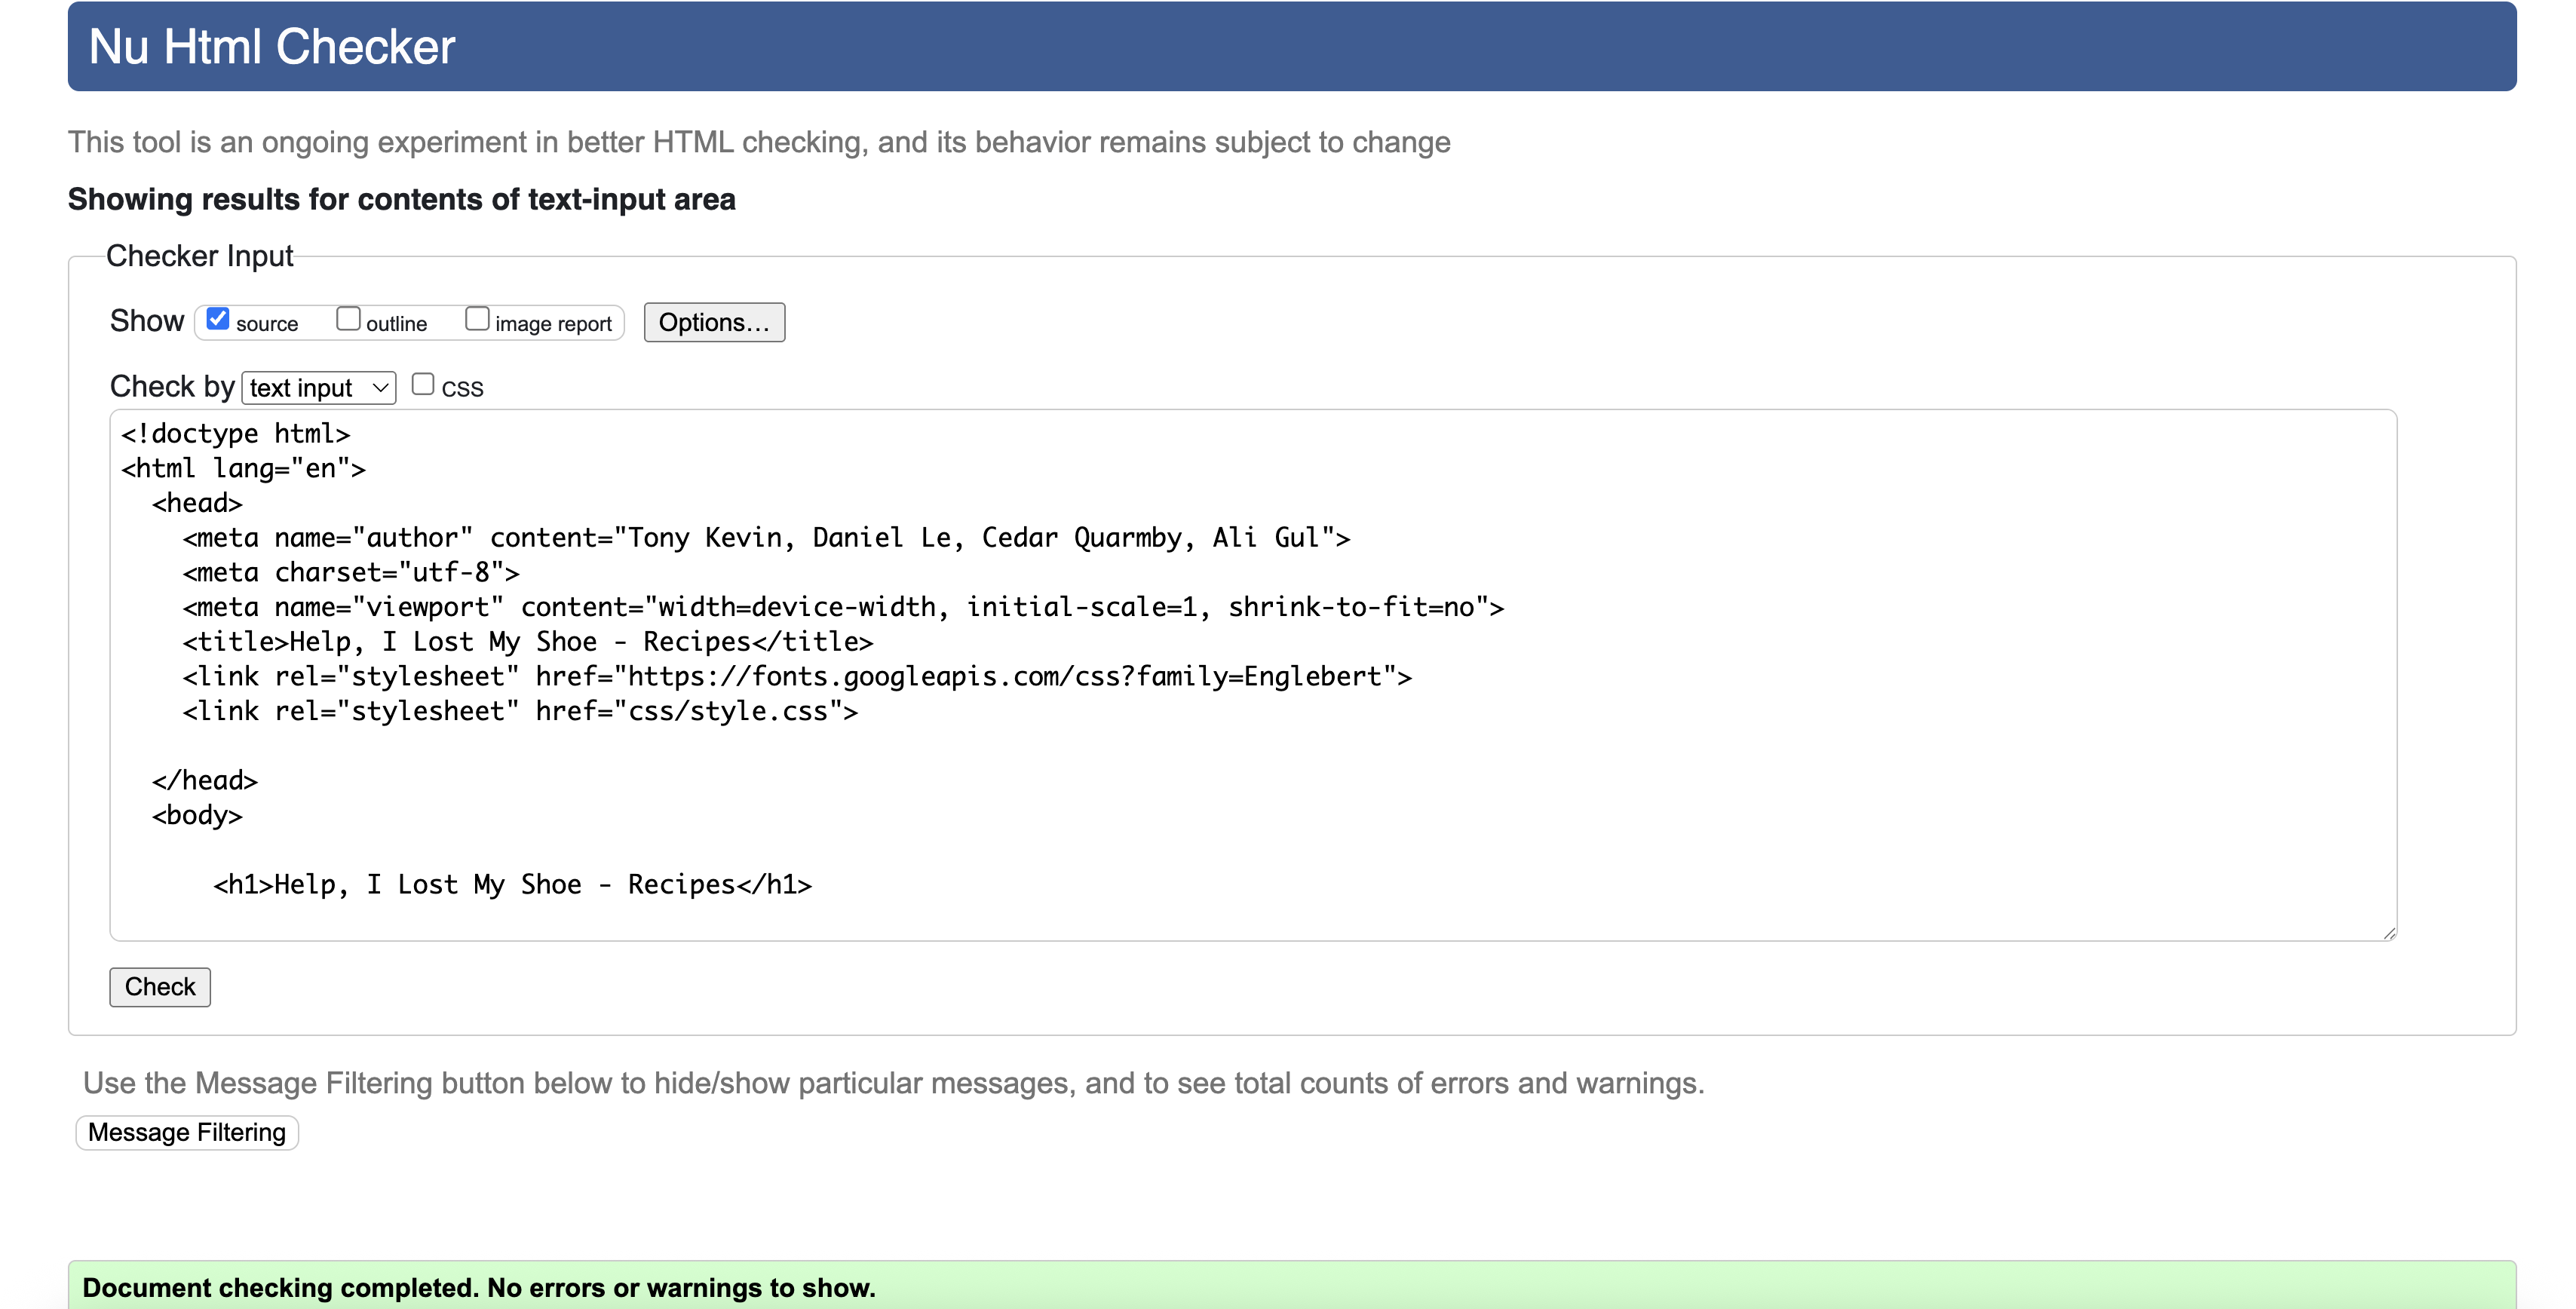 Nu Html Checker
This tool is an ongoing experiment in better HTML checking, and its behavior remains subject to change
Showing results for contents of text-input area
Checker Input
Show source outline image report Options…
Check by text input CSS
<!doctype html>
<html lang="en">
  <head>
    <meta name="author" content="Tony Kevin, Daniel Le, Cedar Quarmby, Ali Gul">
    <meta charset="utf-8">
    <meta name="viewport" content="width=device-width, initial-scale=1, shrink-to-fit=no">
    <title>Help, I Lost My Shoe - Recipes</title>
    <link rel="stylesheet" href="https://fonts.googleapis.com/css?family=Englebert">
    <link rel="stylesheet" href="css/style.css">
  </head>
  <body>
      <h1>Help, I Lost My Shoe - Recipes</h1>
Check
Use the Message Filtering button below to hide/show particular messages, and to see total counts of errors and warnings.
Message Filtering
Document checking completed. No errors or warnings to show.